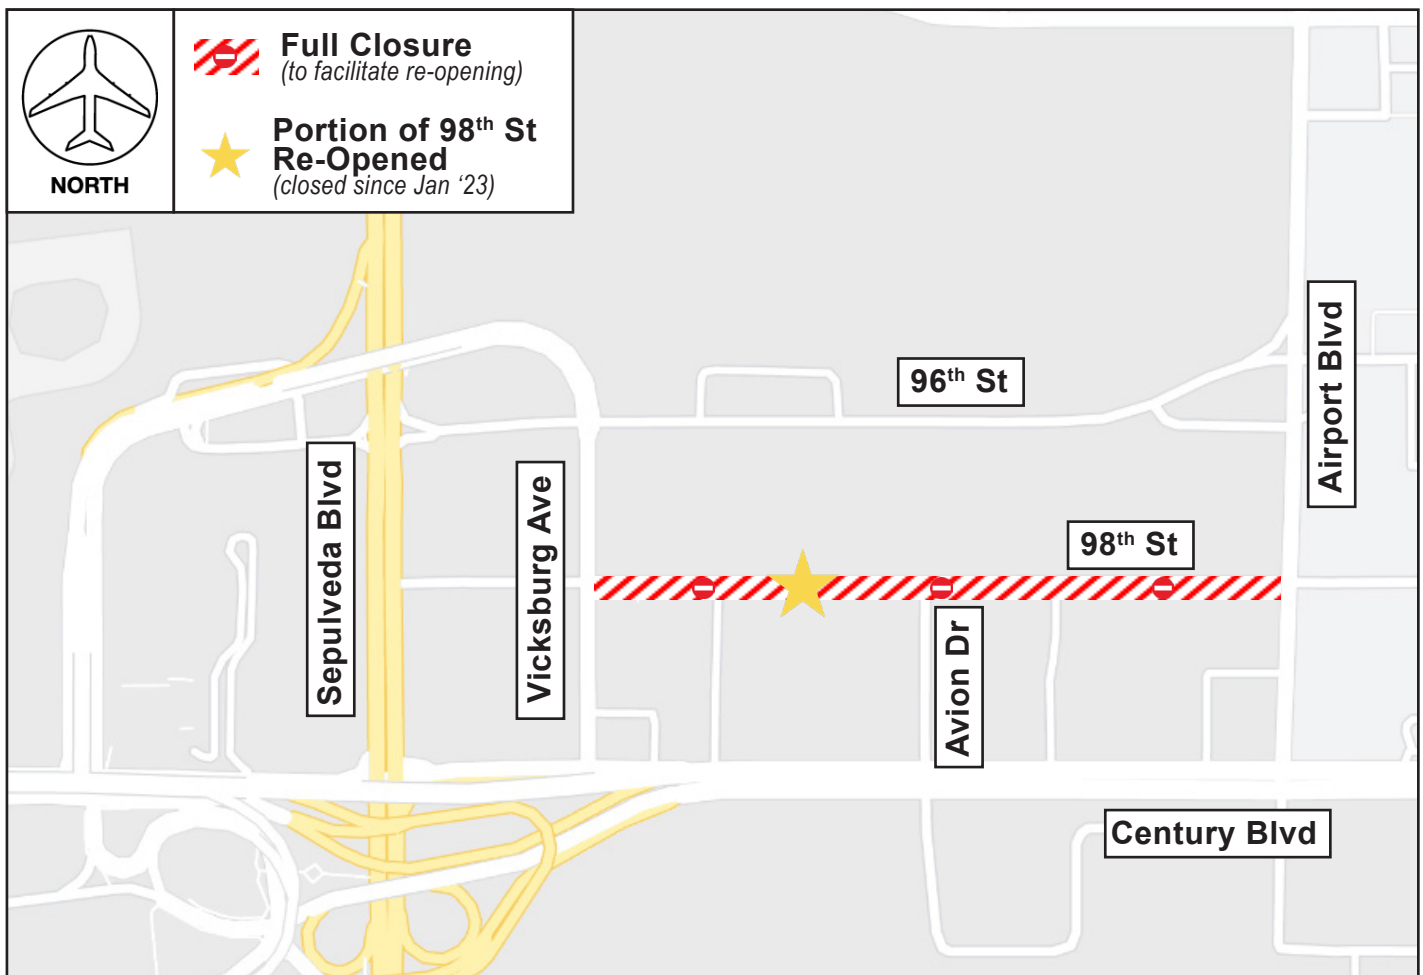 NORTH
Full Closure
(to facilitate re-opening)
Portion of 98th St
Re-Opened
(closed since Jan ‘23)
96th St
Airport Blvd
Sepulveda Blvd
Vicksburg Ave
98th St
Avion Dr
Century Blvd